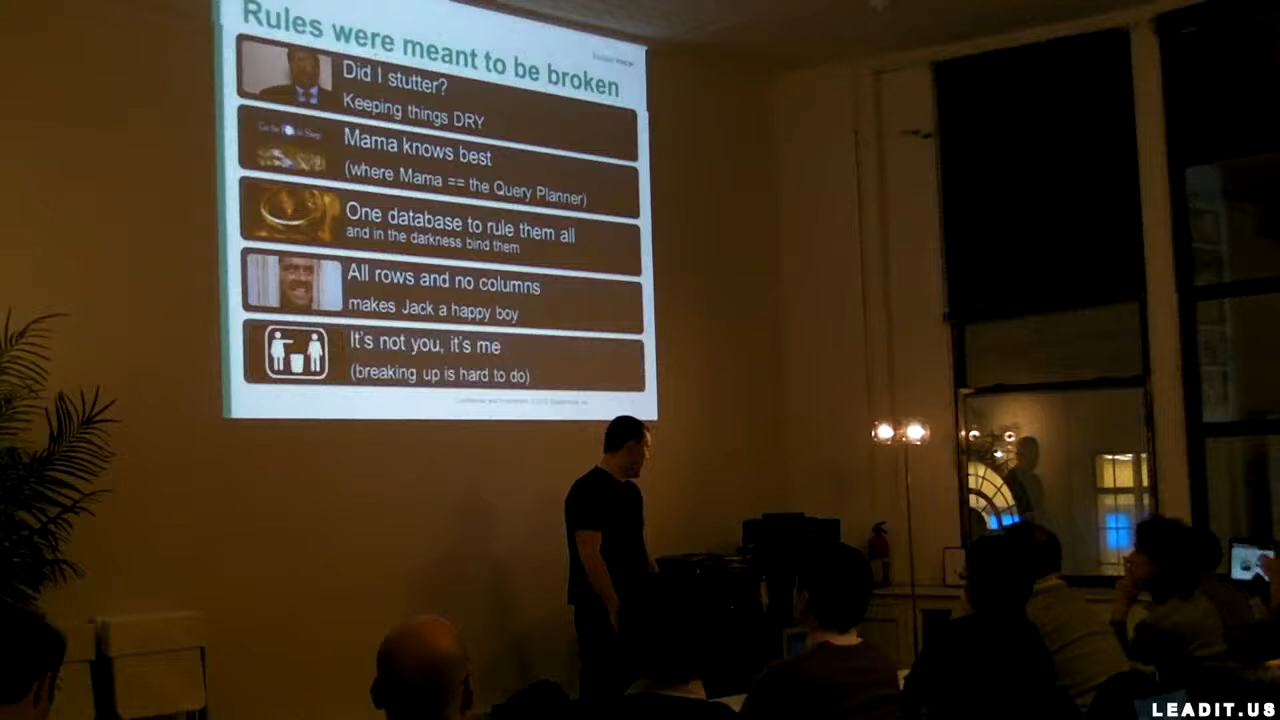 Rules were meant to be broken
Did I stutter?
Keeping things DRY
Mama knows best
(where Mama == the Query Planner)
One database to rule them all
and in the darkness bind them
All rows and no columns
makes Jack a happy boy
It's not you, it's me
(breaking up is hard to do)
LEADIT.US